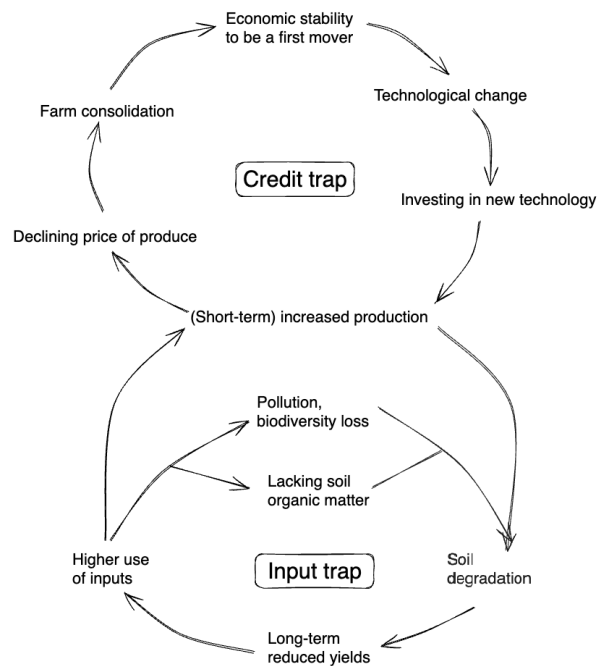 Economic stability
to be a first mover
Technological change
Farm consolidation
Credit trap
Investing in new technology
Declining price of produce
(Short-term) increased production
Pollution,
biodiversity loss
Lacking soil
organic matter
Higher use
of inputs
Input trap
Soil
degradation
Long-term
reduced yields